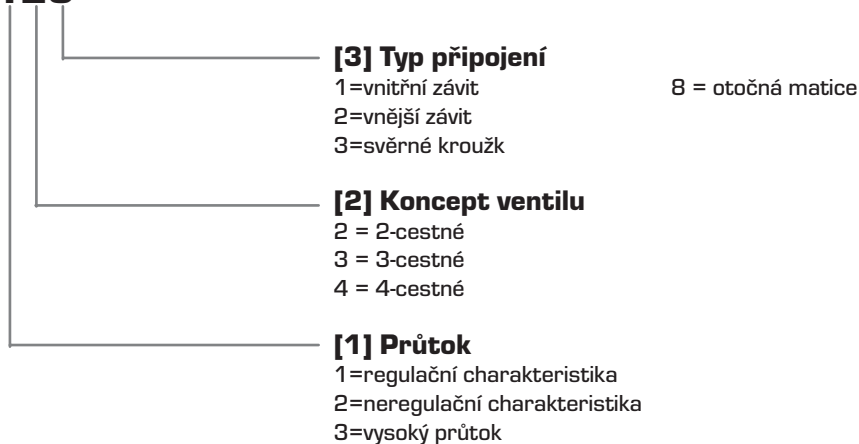 [3] Typ připojení
1=vnitřní závit 8 = otočná matice
2=vnější závit
3=svěrné kroužk
[2] Koncept ventilu
2 = 2-cestné
3 = 3-cestné
4 = 4-cestné
[1] Průtok
1=regulační charakteristika
2=neregulační charakteristika
3=vysoký průtok